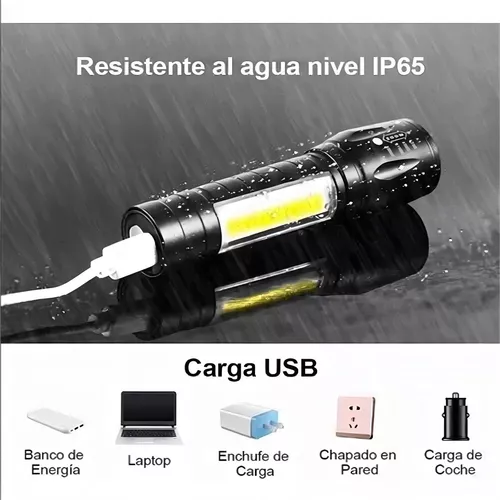 Resistente al agua nivel IP65
ZOOM
Carga USB
Banco de
Energía
Laptop
Enchufe de
Carga
Chapado en
Pared
Carga de
Coche